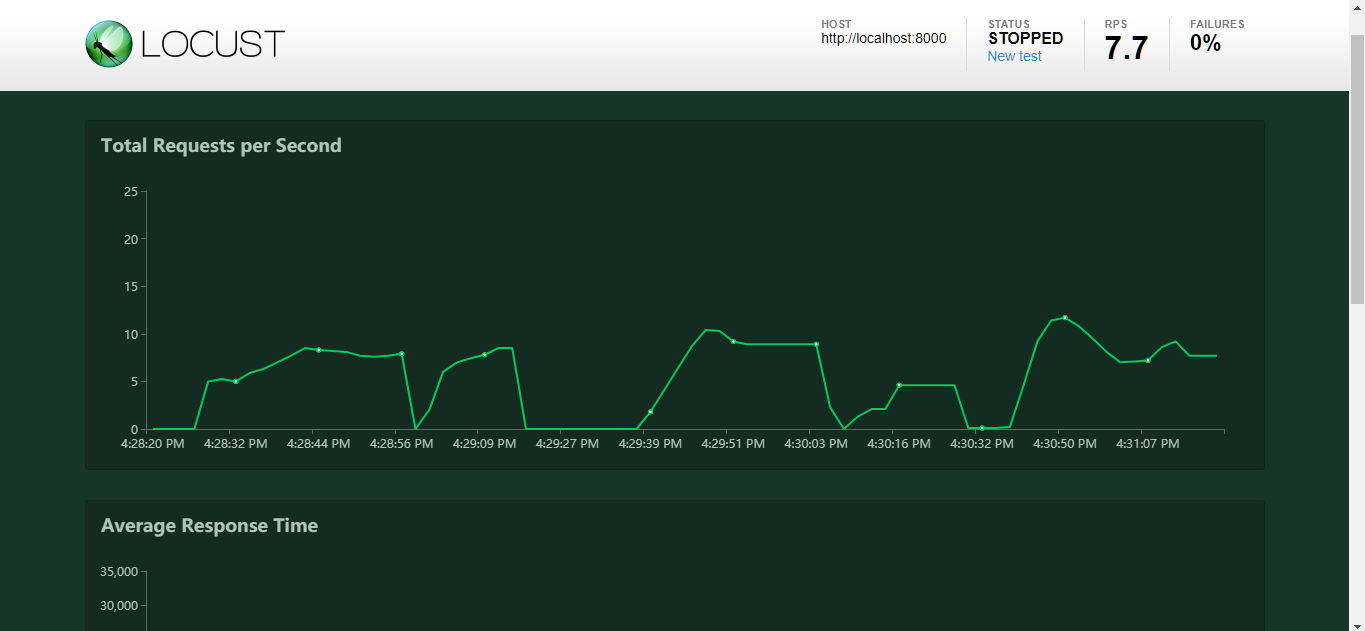 LOCUST
HOST
http://localhost:8000
STATUS
STOPPED
New test
RPS
7.7
FAILURES
0%
Total Requests per Second
25
20
15
10
5
0
4:28:20 PM 4:28:32 PM 4:28:44 PM 4:28:56 PM 4:29:09 PM 4:29:27 PM 4:29:39 PM 4:29:51 PM 4:30:03 PM 4:30:16 PM 4:30:32 PM 4:30:50 PM 4:31:07 PM
Average Response Time
35,000
30,000